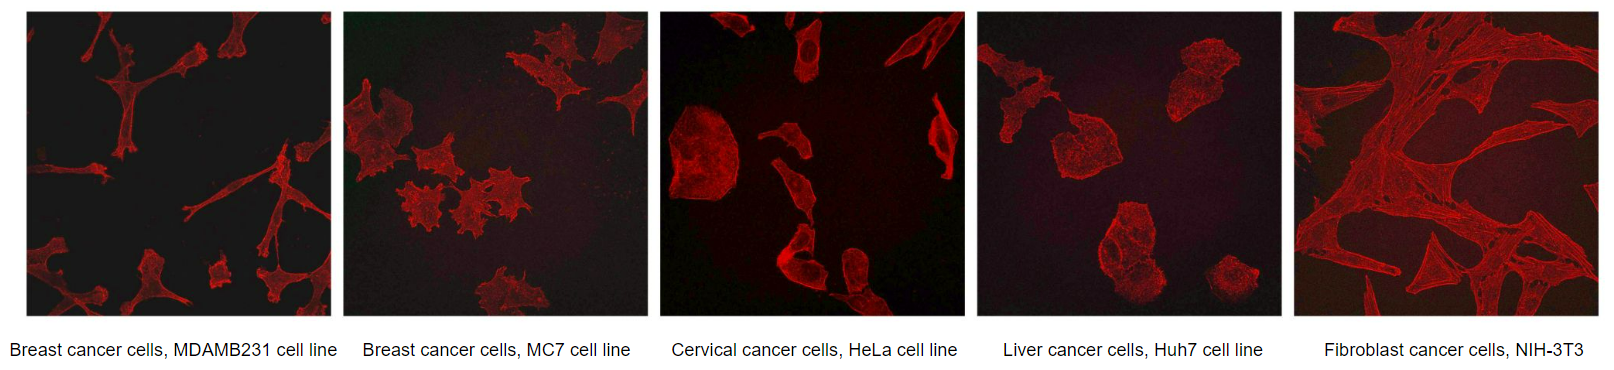 Breast cancer cells, MDAMB231 cell line
Breast cancer cells, MC7 cell line
Cervical cancer cells, HeLa cell line
Liver cancer cells, Huh7 cell line
Fibroblast cancer cells, NIH-3T3